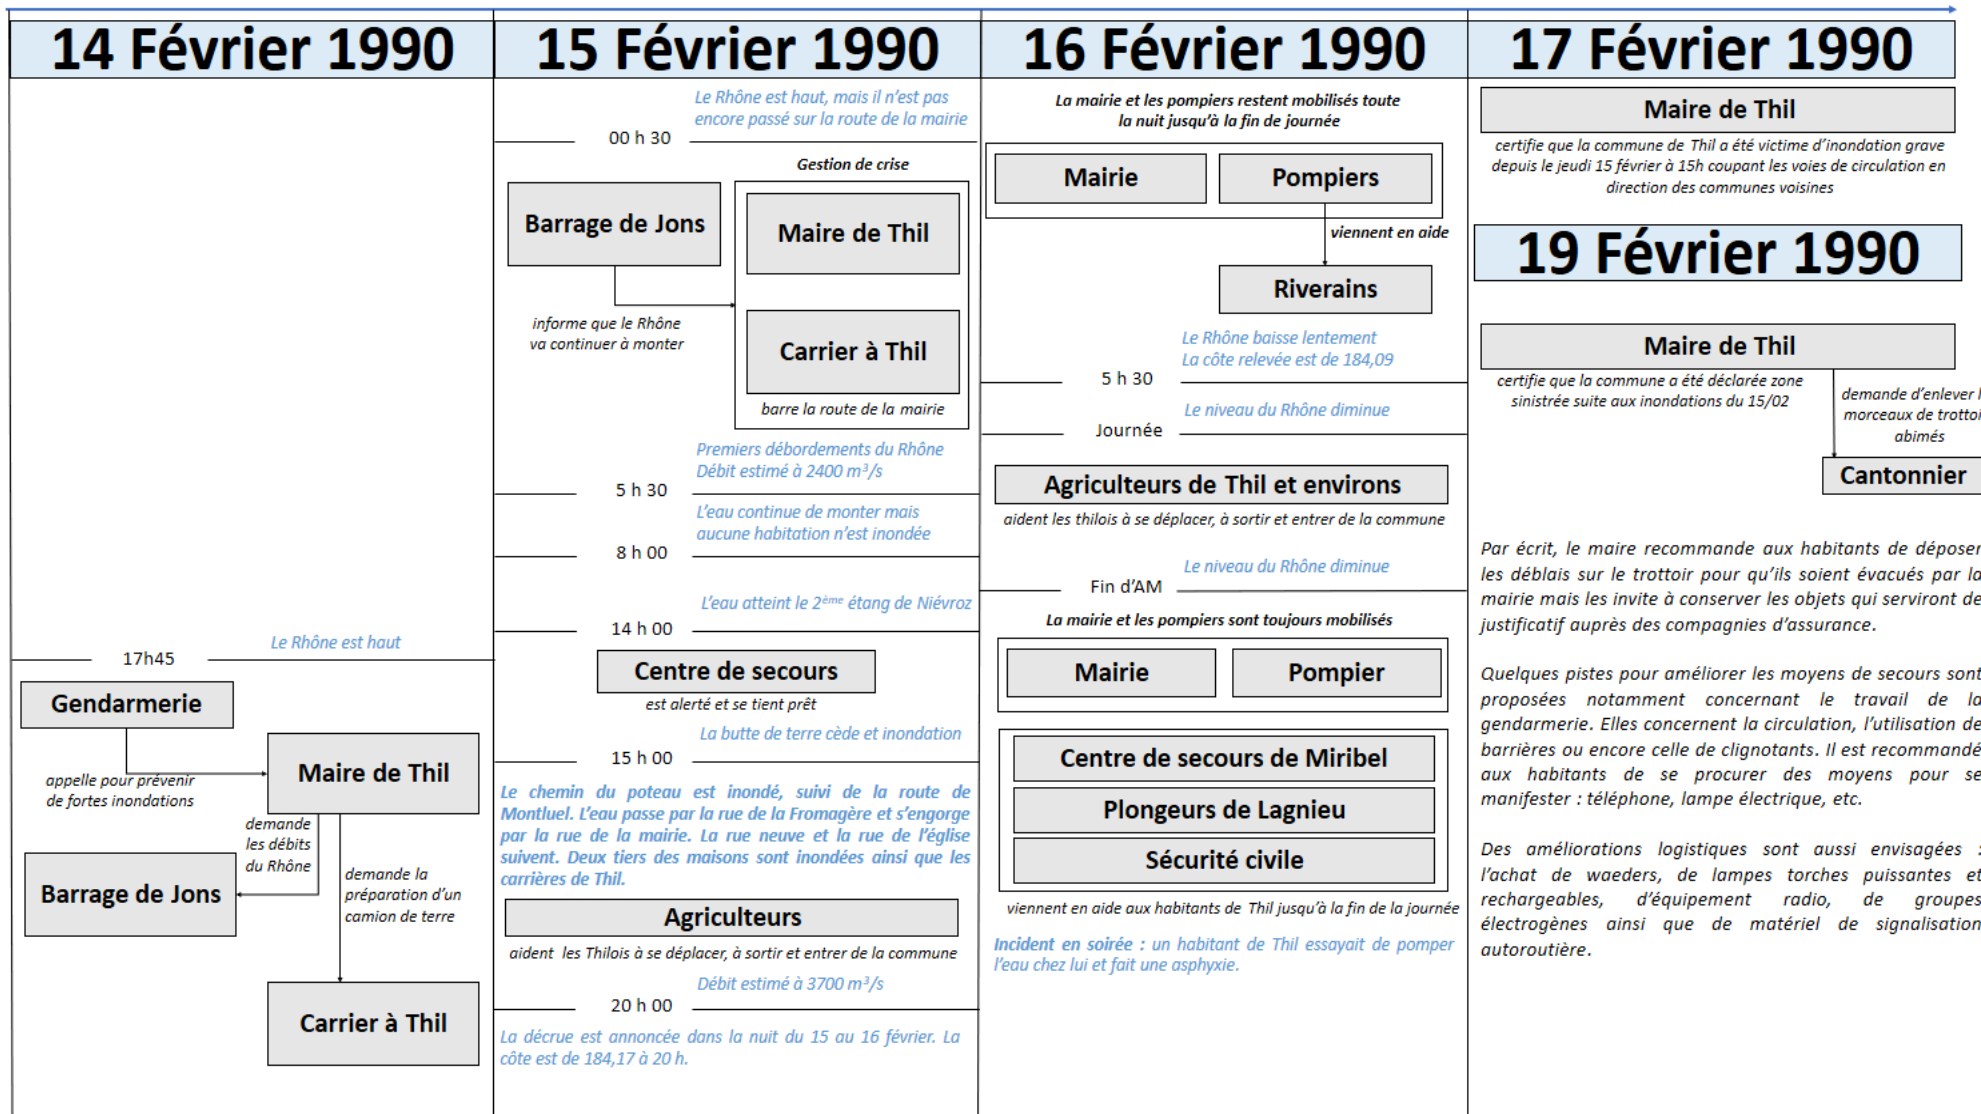 14 Février 1990
17h45
Le Rhône est haut
Gendarmerie
appelle pour prévenir
de fortes inondations
Maire de Thil
demande
les débits
du Rhône
Barrage de Jons
demande la
préparation d'un
camion de terre
Carrier à Thil
15 Février 1990
Le Rhône est haut, mais il n'est pas
encore passé sur la route de la mairie
00 h 30
Gestion de crise
Barrage de Jons
informe que le Rhône
va continuer à monter
Maire de Thil
Carrier à Thil
barre la route de la mairie
Premiers débordements du Rhône
Débit estimé à 2400 m³/s
5 h 30
L'eau continue de monter mais
aucune habitation n'est inondée
8 h 00
L'eau atteint le 2ème étang de Niévroz
14 h 00
Centre de secours
est alerté et se tient prêt
La butte de terre cède et inondation
15 h 00
Le chemin du poteau est inondé, suivi de la route de
Montluel. L'eau passe par la rue de la Fromagère et s'engorge
par la rue de la mairie. La rue neuve et la rue de l'église
suivent. Deux tiers des maisons sont inondées ainsi que les
carrières de Thil.
Agriculteurs
aident les Thilois à se déplacer, à sortir et entrer de la commune
Débit estimé à 3700 m³/s
20 h 00
La décrue est annoncée dans la nuit du 15 au 16 février. La
côte est de 184,17 à 20 h.
16 Février 1990
La mairie et les pompiers restent mobilisés toute
la nuit jusqu'à la fin de journée
Mairie
Pompiers
viennent en aide
Riverains
Le Rhône baisse lentement
La côte relevée est de 184,09
5 h 30
Le niveau du Rhône diminue
Journée
Agriculteurs de Thil et environs
aident les thilois à se déplacer, à sortir et entrer de la commune
Le niveau du Rhône diminue
Fin d'AM
La mairie et les pompiers sont toujours mobilisés
Mairie
Pompier
Centre de secours de Miribel
Plongeurs de Lagnieu
Sécurité civile
viennent en aide aux habitants de Thil jusqu'à la fin de la journée
Incident en soirée : un habitant de Thil essayait de pomper
l'eau chez lui et fait une asphyxie.
17 Février 1990
Maire de Thil
certifie que la commune de Thil a été victime d'inondation grave
depuis le jeudi 15 février à 15h coupant les voies de circulation en
direction des communes voisines
19 Février 1990
Maire de Thil
certifie que la commune a été déclarée zone
sinistrée suite aux inondations du 15/02
demande d'enlever l
morceaux de trottoi
abimés
Cantonnier
Par écrit, le maire recommande aux habitants de déposer
les déblais sur le trottoir pour qu'ils soient évacués par la
mairie mais les invite à conserver les objets qui serviront de
justificatif auprès des compagnies d'assurance.
Quelques pistes pour améliorer les moyens de secours sont
proposées notamment concernant le travail de la
gendarmerie. Elles concernent la circulation, l'utilisation de
barrières ou encore celle de clignotants. Il est recommandé
aux habitants de se procurer des moyens pour se
manifester : téléphone, lampe électrique, etc.
Des améliorations logistiques sont aussi envisagées :
l'achat de waeders, de lampes torches puissantes et
rechargeables, d'équipement radio, de groupes
électrogènes ainsi que de matériel de signalisation
autoroutière.